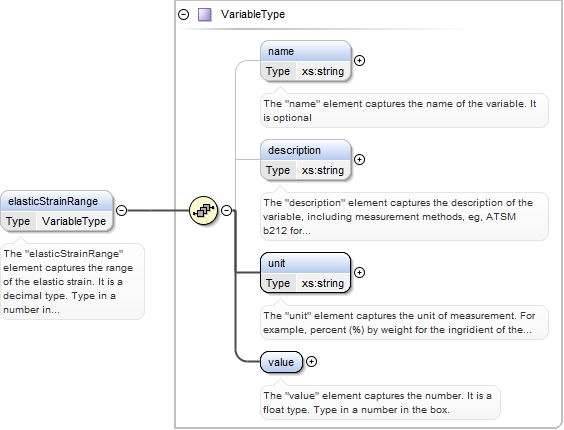 VariableType
name
Type xs:string
The "name" element captures the name of the variable. It
is optional
description
Type xs:string
The "description" element captures the description of the
variable, including measurement methods, eg, ATSM
b212 for...
elasticStrainRange
Type VariableType
The "elasticStrainRange"
element captures the range
of the elastic strain. It is a
decimal type. Type in a
number in...
unit
Type xs:string
The "unit" element captures the unit of measurement. For
example, percent (%) by weight for the ingridient of the...
value
The "value" element captures the number. It is a
float type. Type in a number in the box.